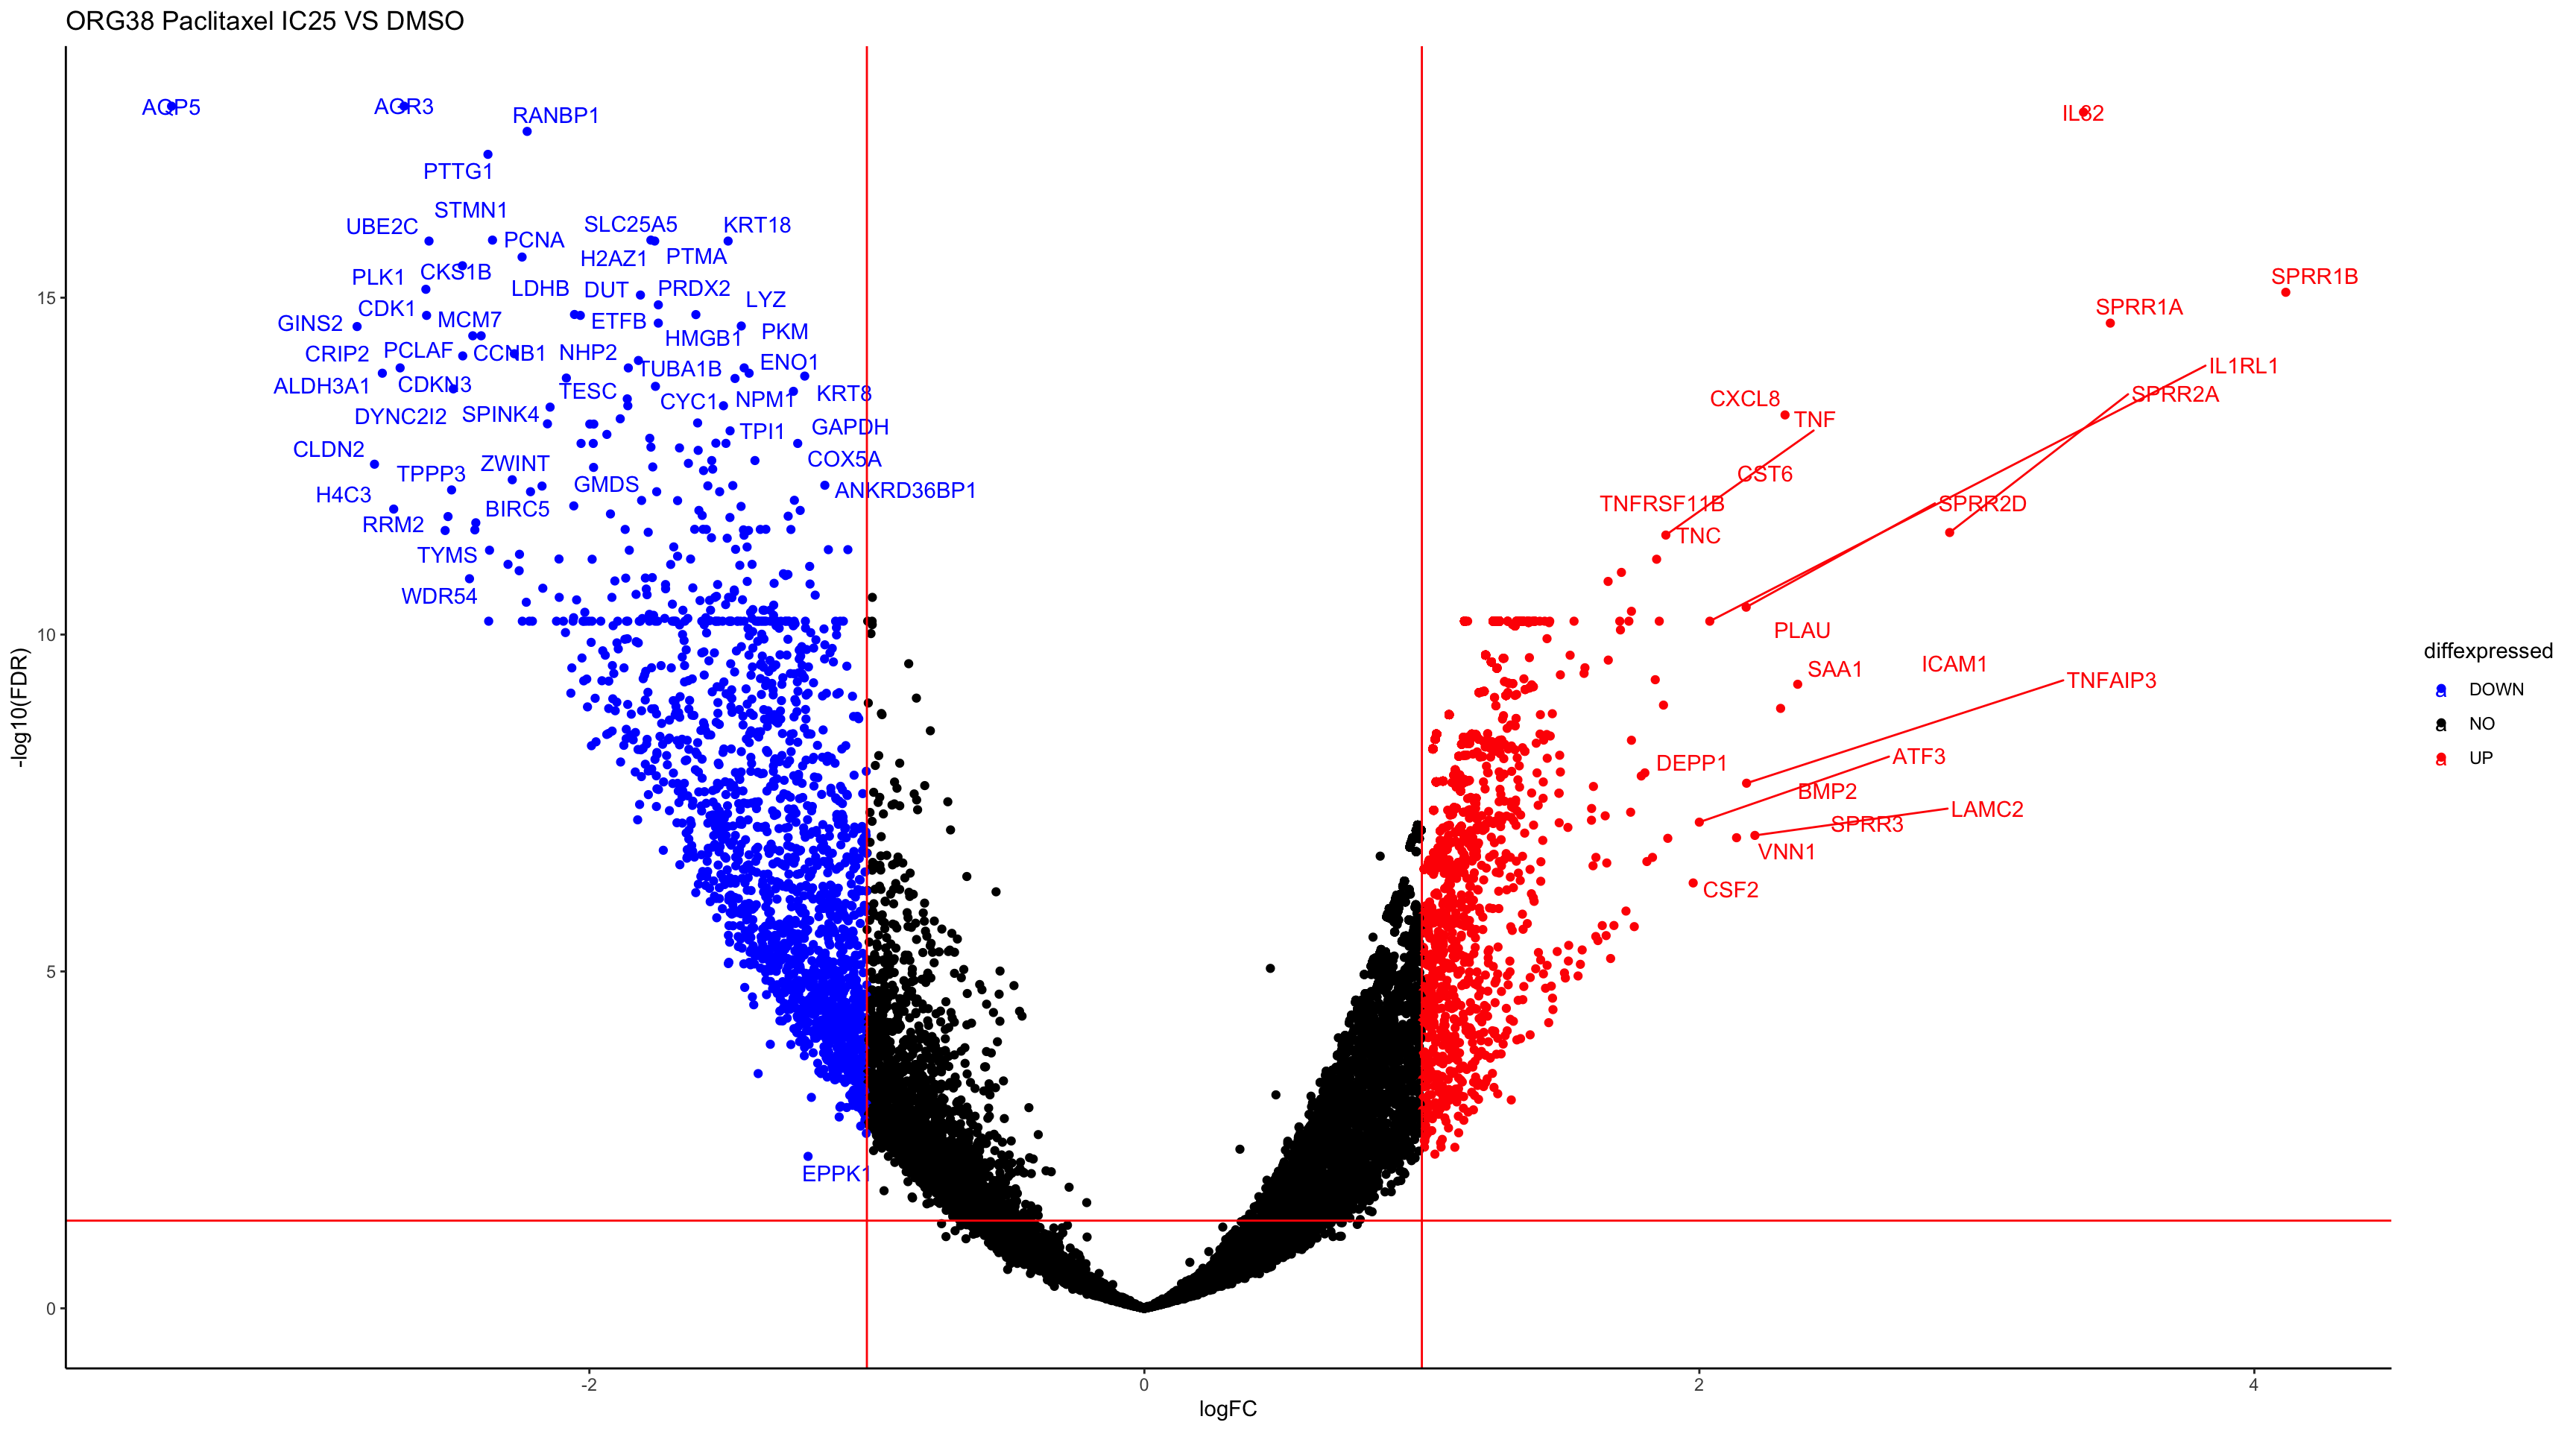 ORG38 Paclitaxel IC25 VS DMSO
AQP5
AGR3
RANBP1
IL32
PTTG1
STMN1
UBE2C
SLC25A5
KRT18
PCNA
H2AZ1
PTMA
PLK1
CKS1B
SPRR1B
LDHB
DUT
PRDX2
LYZ
15
CDK1
SPRR1A
GINS2
MCM7
ETFB
HMGB1
PKM
CRIP2
PCLAF
CCNB1
NHP2
TUBA1B
ENO1
IL1RL1
ALDH3A1
CDKN3
TESC
CYC1
NPM1
KRT8
CXCL8
SPRR2A
DYNC2I2
SPINK4
TPI1
GAPDH
TNF
CLDN2
ZWINT
COX5A
TPPP3
GMDS
CST6
H4C3
BIRC5
ANKRD36BP1
TNFRSF11B
SPRR2D
RRM2
TNC
TYMS
WDR54
10
PLAU
SAA1
ICAM1
TNFAIP3
DEPP1
ATF3
BMP2
LAMC2
SPRR3
VNN1
CSF2
5
EPPK1
0
-log10(FDR)
-2
0
2
4
logFC
diffexpressed
a DOWN
a NO
a UP